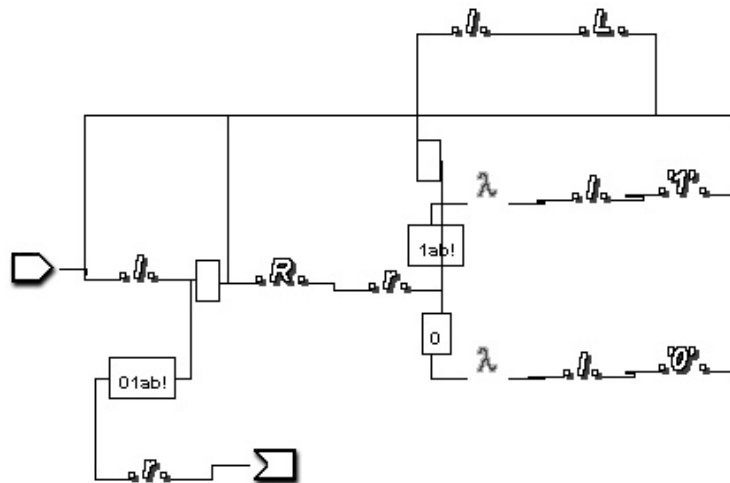 .l. .L.
λ .l. .'1'.
1ab!
.l. .R. .r.
0
01ab! λ .l. .'0'.
.r.